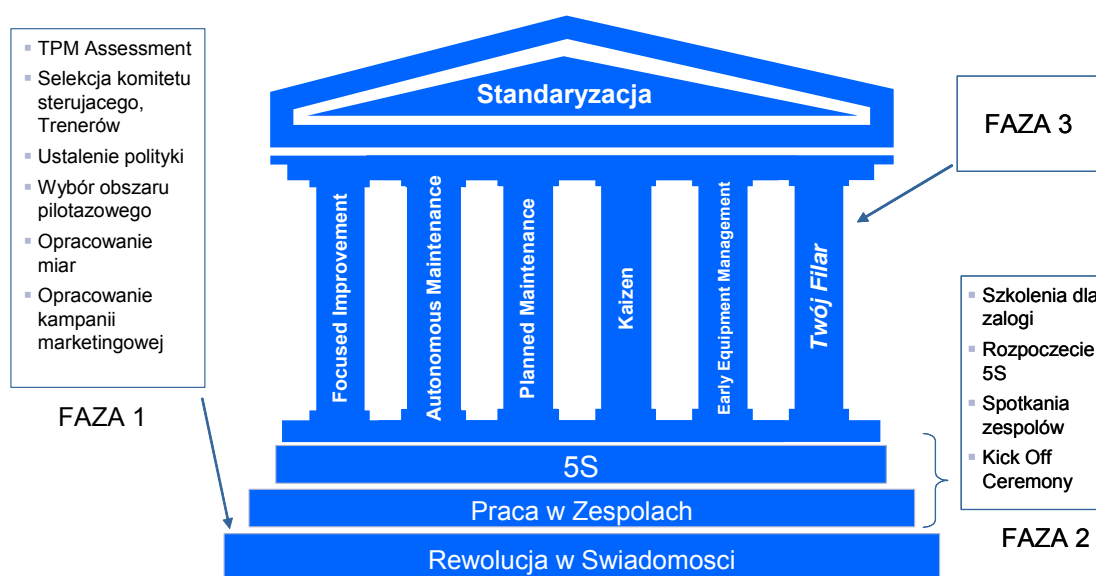 TPM Assessment
Selekcja komitetu
sterujacego,
Trenerów
Ustalenie polityki
Wybór obszaru
pilotazowego
Opracowanie
miar
Opracowanie
kampanii
marketingowej
FAZA 1
Standaryzacja
Focused Improvement
Autonomous Maintenance
Planned Maintenance
Kaizen
Early Equipment Management
Twój Filar
5S
Praca w Zespolach
Rewolucja w Swiadomosci
FAZA 3
Szkolenia dla
zalogi
Rozpoczecie
5S
Spotkania
zespolów
Kick Off
Ceremony
FAZA 2